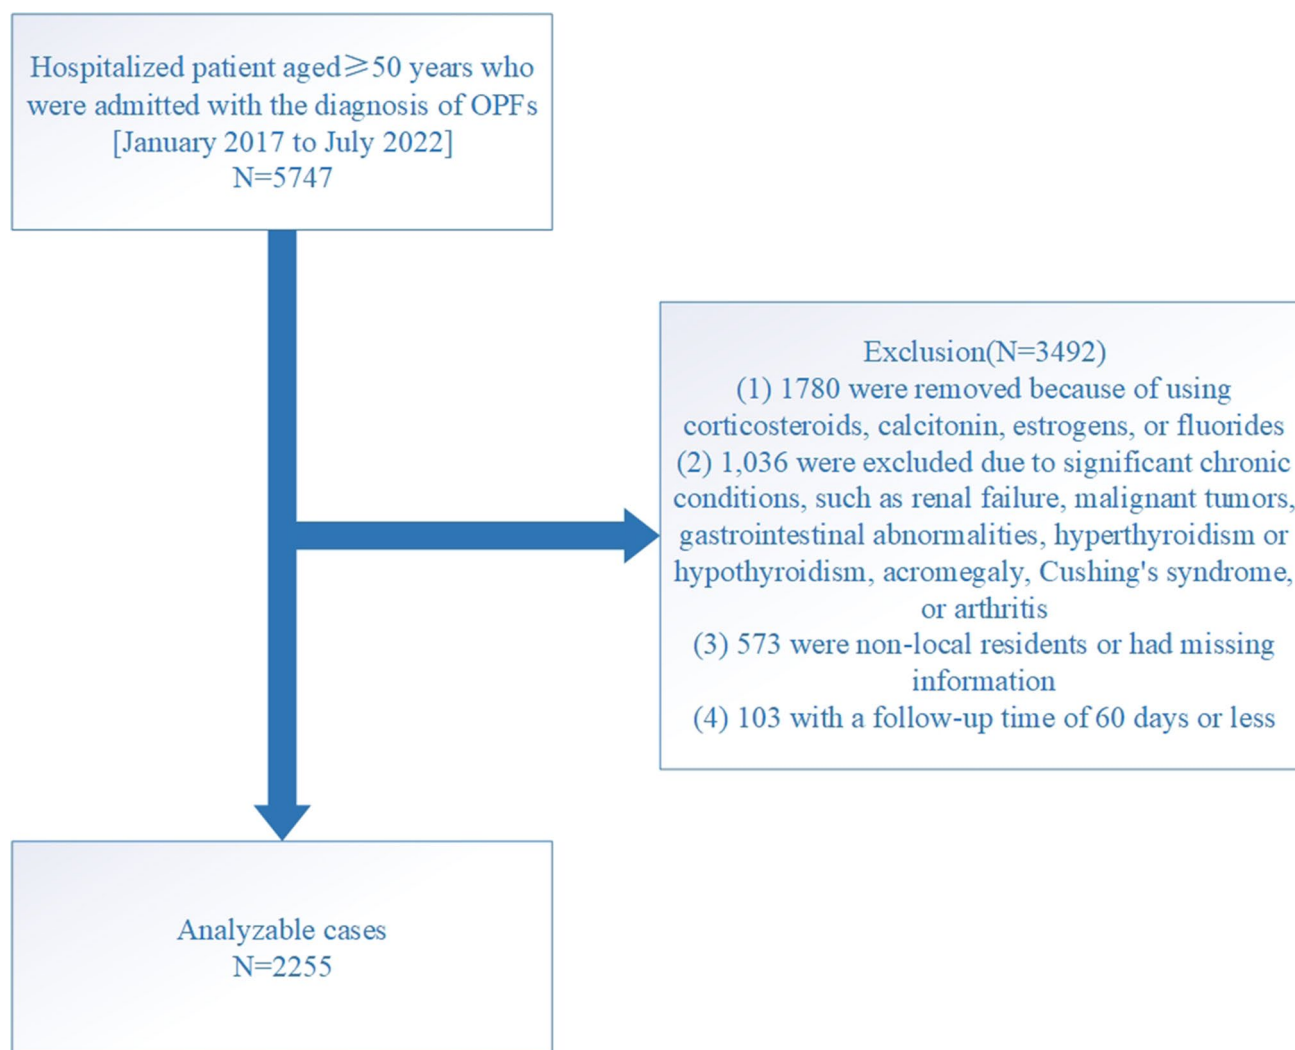 Hospitalized patient aged≥50 years who
were admitted with the diagnosis of OPFs
[January 2017 to July 2022]
N=5747
Exclusion(N=3492)
(1) 1780 were removed because of using
corticosteroids, calcitonin, estrogens, or fluorides
(2) 1,036 were excluded due to significant chronic
conditions, such as renal failure, malignant tumors,
gastrointestinal abnormalities, hyperthyroidism or
hypothyroidism, acromegaly, Cushing's syndrome,
or arthritis
(3) 573 were non-local residents or had missing
information
(4) 103 with a follow-up time of 60 days or less
Analyzable cases
N=2255